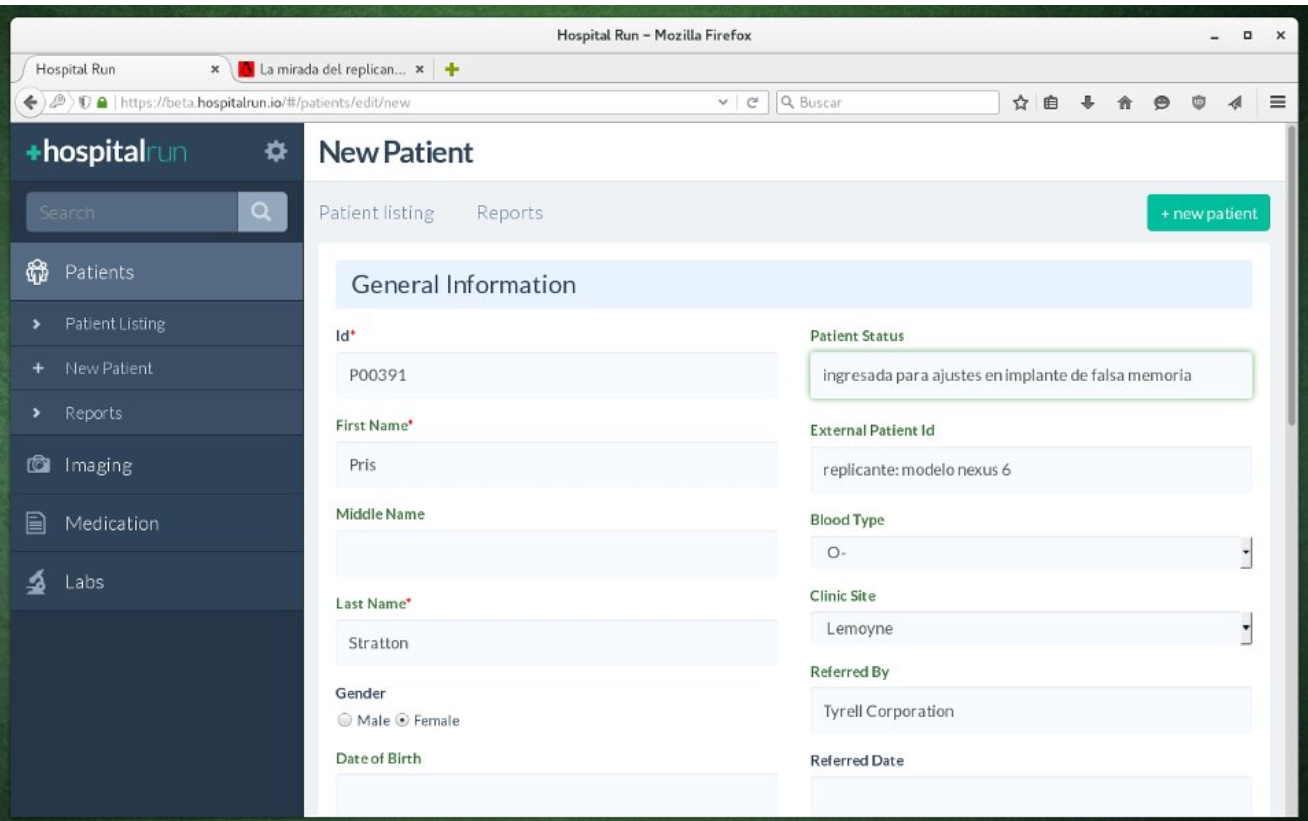 Hospital Run – Mozilla Firefox
Hospital Run
La mirada del replican...
https://beta.hospitalrun.io/#/patients/edit/new
Buscar
+hospitalrun
Search
Patients
Patient Listing
New Patient
Reports
Imaging
Medication
Labs
New Patient
Patient listing Reports
+ new patient
General Information
Id*
P00391
First Name*
Pris
Middle Name
Last Name*
Stratton
Gender
Male Female
Date of Birth
Patient Status
ingresada para ajustes en implante de falsa memoria
External Patient Id
replicante: modelo nexus 6
Blood Type
O-
Clinic Site
Lemoyne
Referred By
Tyrell Corporation
Referred Date